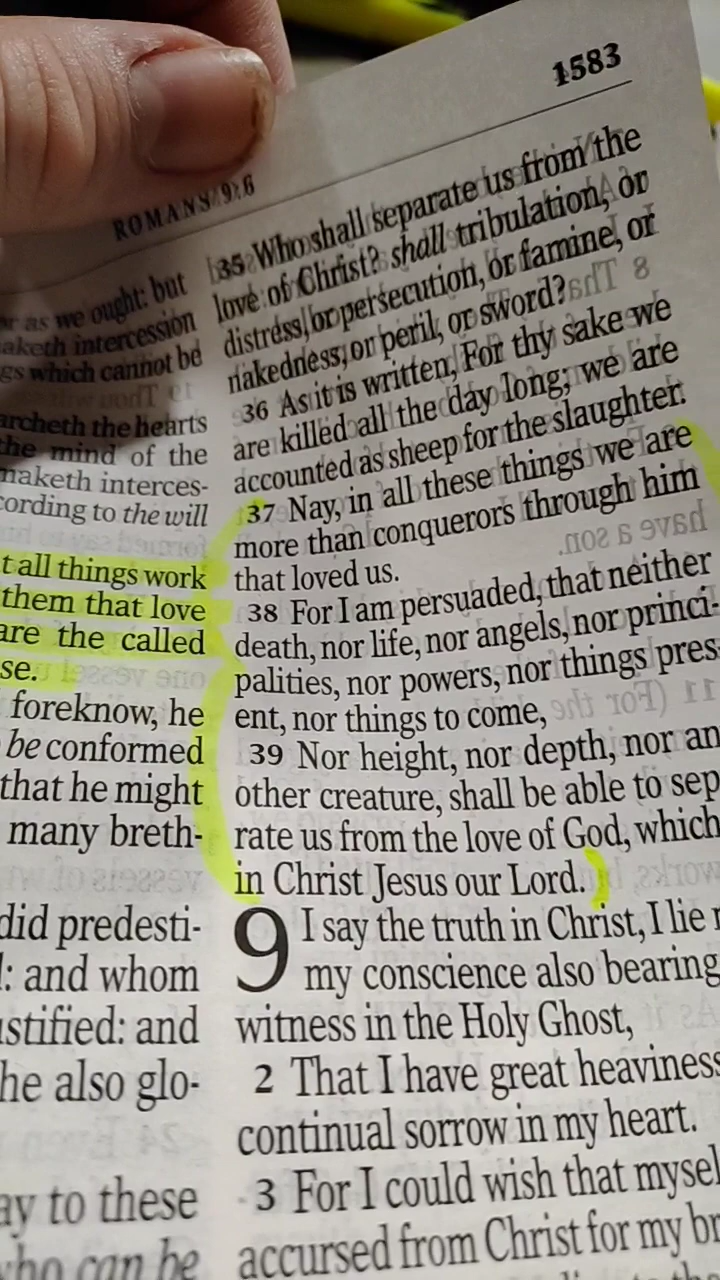 1583
ROMANS 9:6
ar as we ought: but
aketh intercession
gs which cannot be
archeth the hearts
the mind of the
maketh interces-
cording to the will
t all things work
them that love
are the called
se.
foreknow, he
be conformed
that he might
many breth-
did predesti-
: and whom
stified: and
he also glo-
ay to these
who can be
35 Who shall separate us from the
love of Christ? shall tribulation, or
distress, or persecution, or famine, or
nakedness, or peril, or sword?
36 As it is written, For thy sake we
are killed all the day long; we are
accounted as sheep for the slaughter.
37 Nay, in all these things we are
more than conquerors through him
that loved us.
38 For I am persuaded, that neither
death, nor life, nor angels, nor princi-
palities, nor powers, nor things pres-
ent, nor things to come,
39 Nor height, nor depth, nor an
other creature, shall be able to sep
rate us from the love of God, which
in Christ Jesus our Lord.
9 I say the truth in Christ, I lie
my conscience also bearing
witness in the Holy Ghost,
2 That I have great heaviness
continual sorrow in my heart.
3 For I could wish that mysel
accursed from Christ for my br